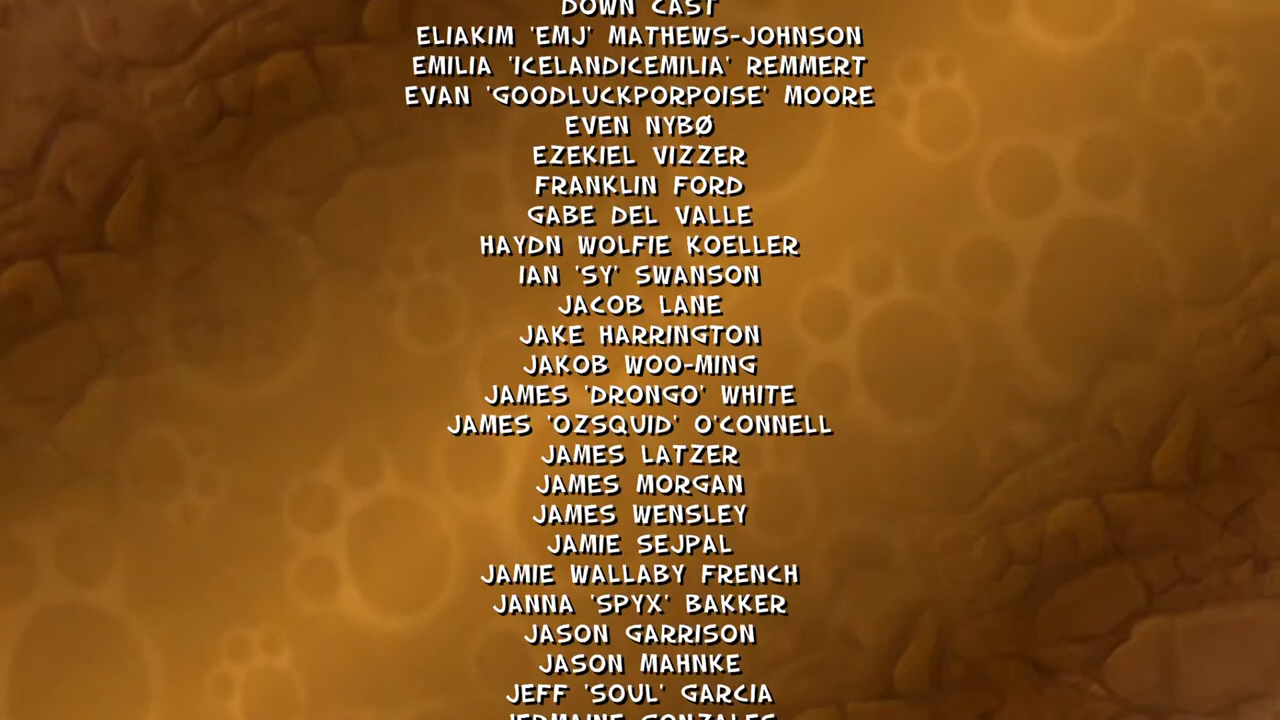 DOWN CAST
ELIAKIM 'EMJ' MATHEWS-JOHNSON
EMILIA 'ICELANDICEMILIA' REMMERT
EVAN 'GOODLUCKPORPOISE' MOORE
EVEN NYBØ
EZEKIEL VIZZER
FRANKLIN FORD
GABE DEL VALLE
HAYDN WOLFIE KOELLER
IAN 'SY' SWANSON
JACOB LANE
JAKE HARRINGTON
JAKOB WOO-MING
JAMES 'DRONGO' WHITE
JAMES 'OZSQUID' O'CONNELL
JAMES LATZER
JAMES MORGAN
JAMES WENSLEY
JAMIE SEJPAL
JAMIE WALLABY FRENCH
JANNA 'SPYX' BAKKER
JASON GARRISON
JASON MAHNKE
JEFF 'SOUL' GARCIA
JERMAINE GONZALES